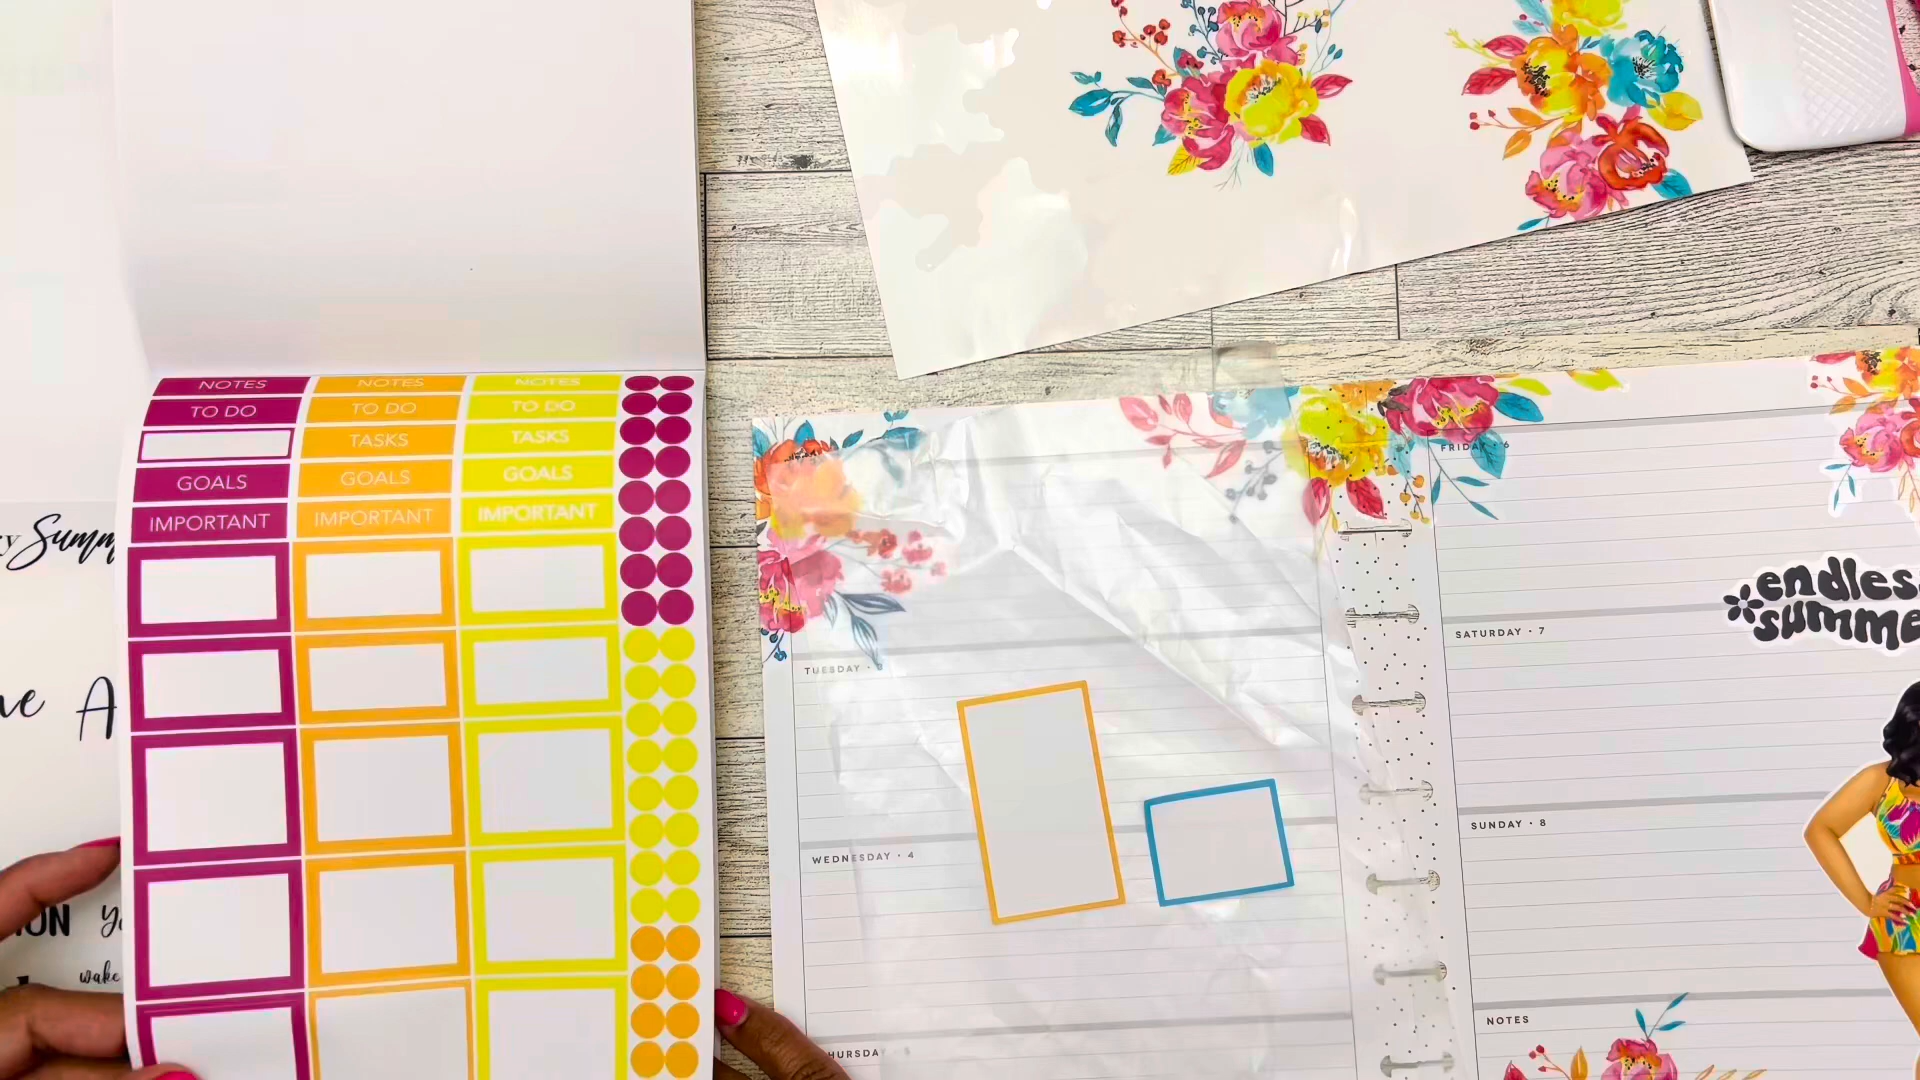 NOTES NOTES NOTES
TO DO TO DO TO DO
TASKS TASKS
GOALS GOALS GOALS
IMPORTANT IMPORTANT IMPORTANT
wake
FRIDAY
TUESDAY
WEDNESDAY • 4
SATURDAY • 7
SUNDAY • 8
NOTES
endless
summe